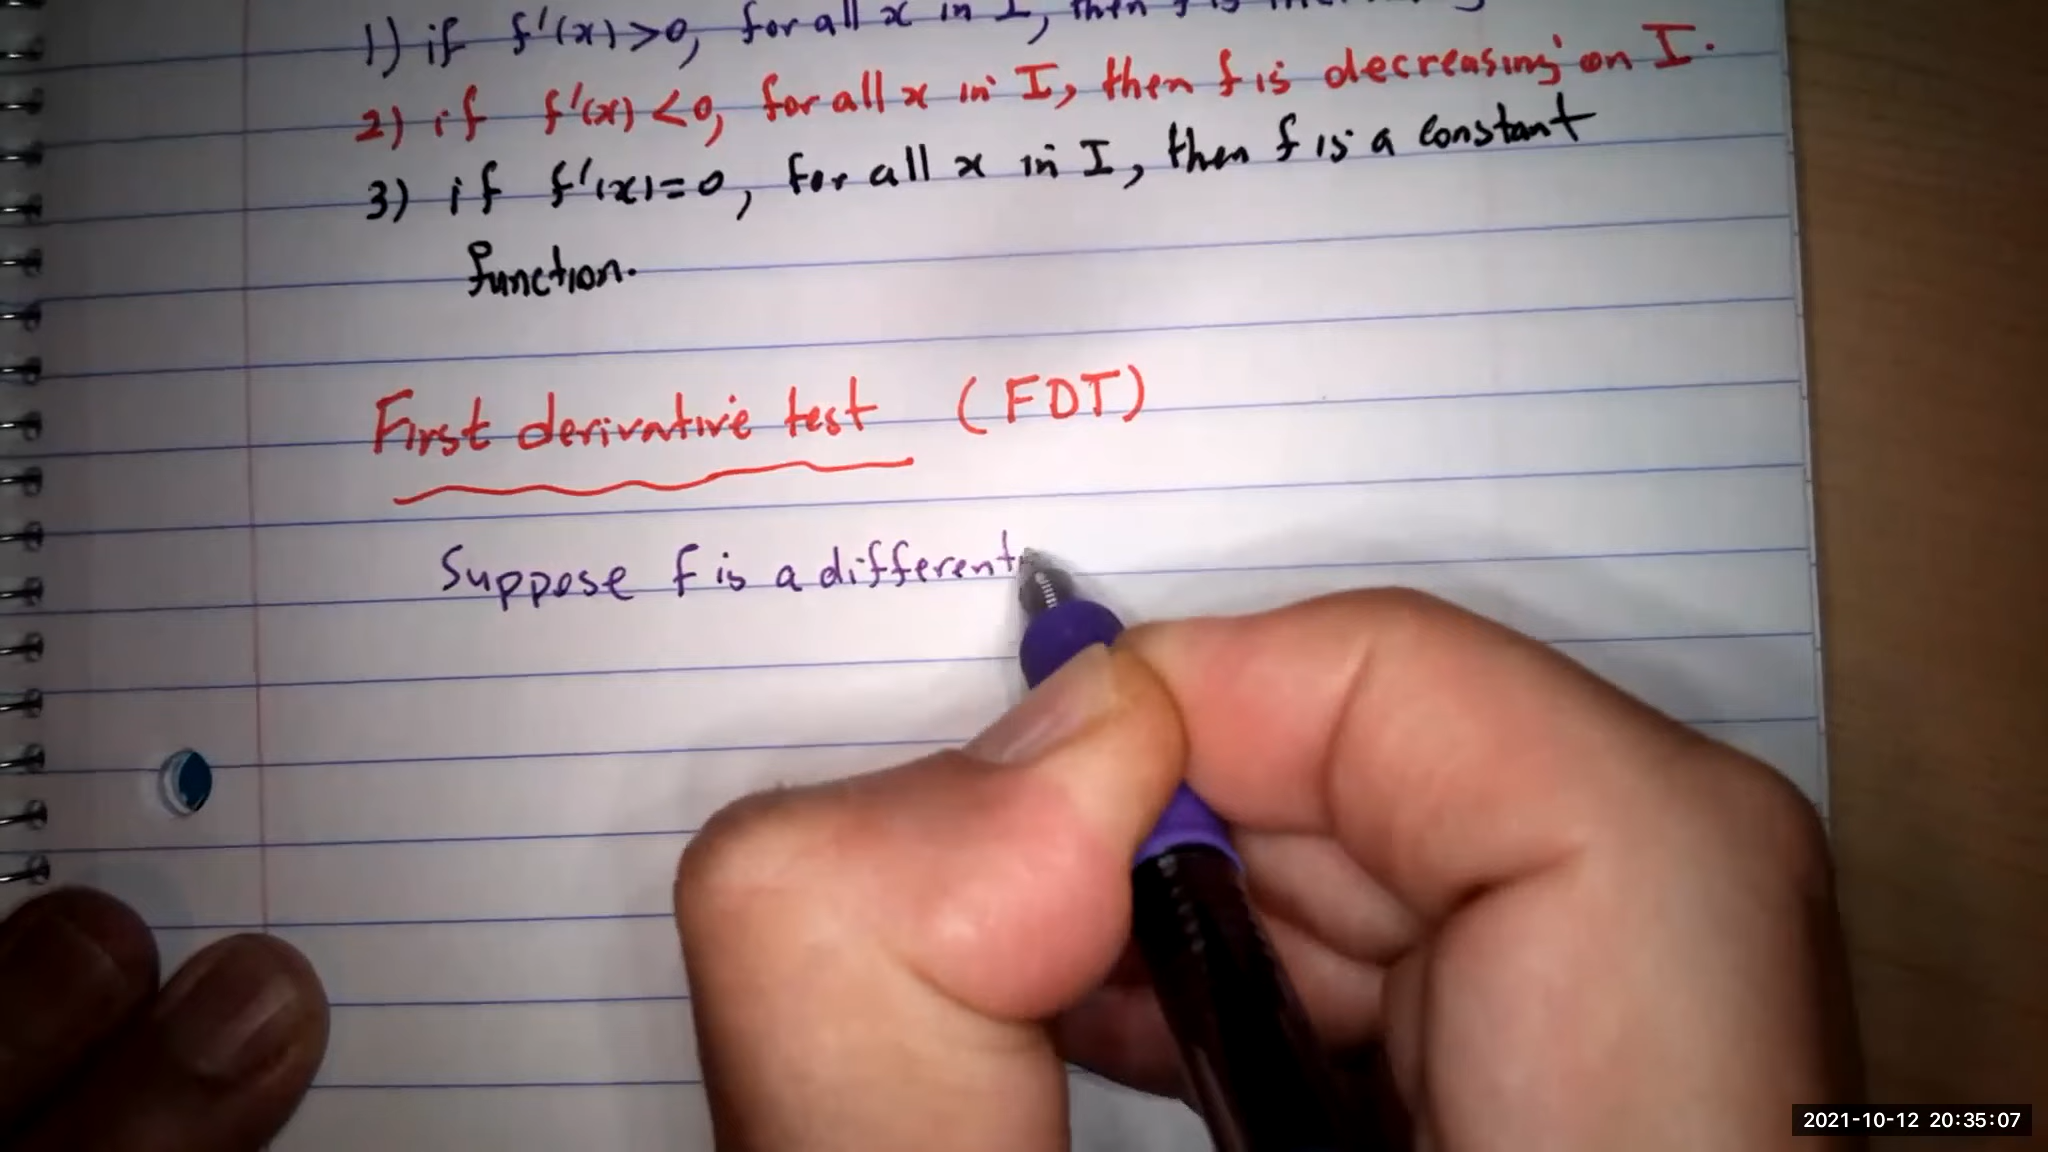 1) if f'(x) >0, for all x in I, then f is
2) if f'(x) <0, for all x in I, then f is decreasing on I.
3) if f'(x)=0, for all x in I, then f is a constant
function.
First derivative test (FDT)
Suppose f is a different
2021-10-12 20:35:07